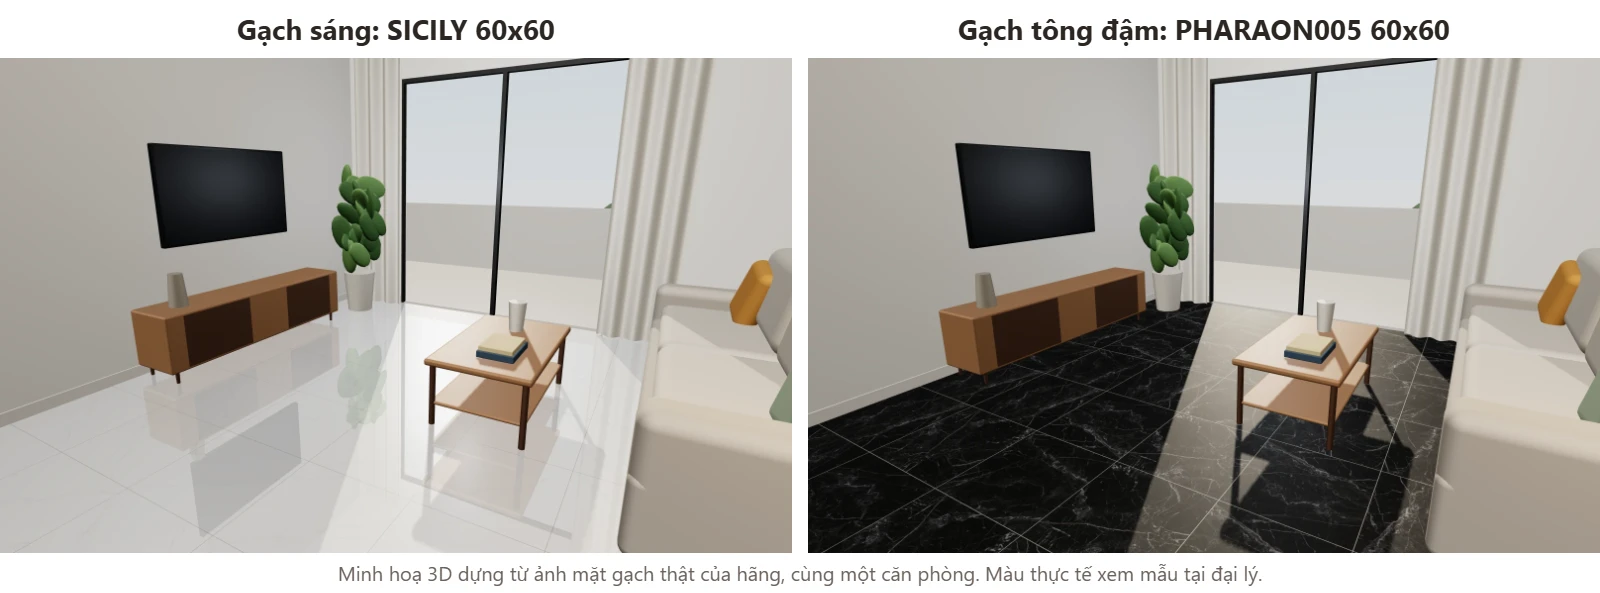 Gạch sáng: SICILY 60x60
Gạch tông đậm: PHARAON005 60x60
Minh hoạ 3D dựng từ ảnh mặt gạch thật của hãng, cùng một căn phòng. Màu thực tế xem mẫu tại đại lý.